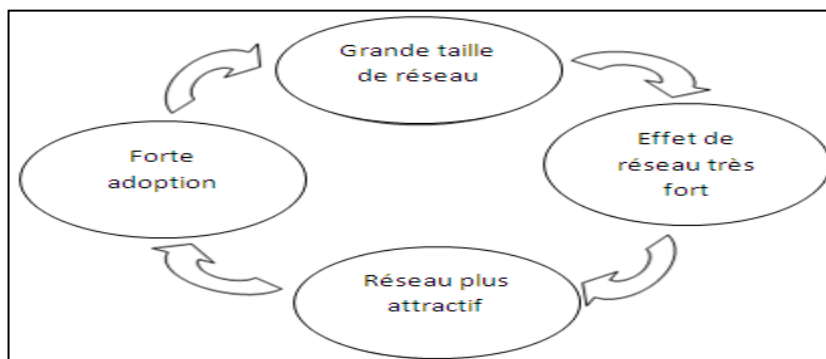 Grande taille
de réseau
Effet de
réseau très
fort
Réseau plus
attractif
Forte
adoption